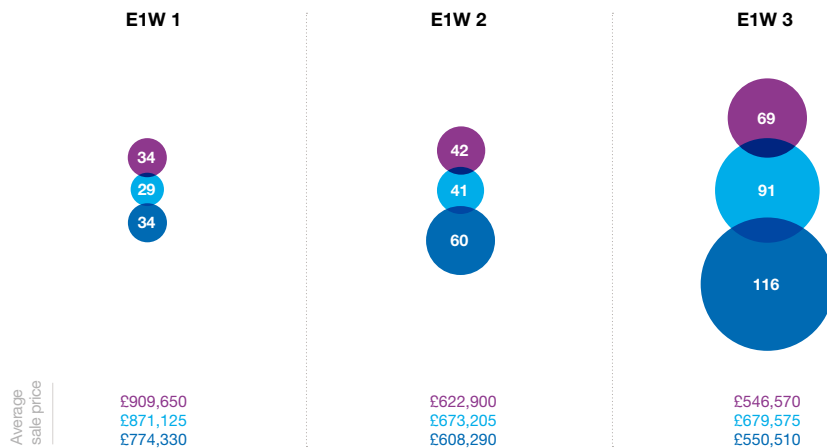 E1W 1 E1W 2 E1W 3
34 42 69
29 41 91
34 60 116
Average
sale price
£909,650 £622,900 £546,570
£871,125 £673,205 £679,575
£774,330 £608,290 £550,510